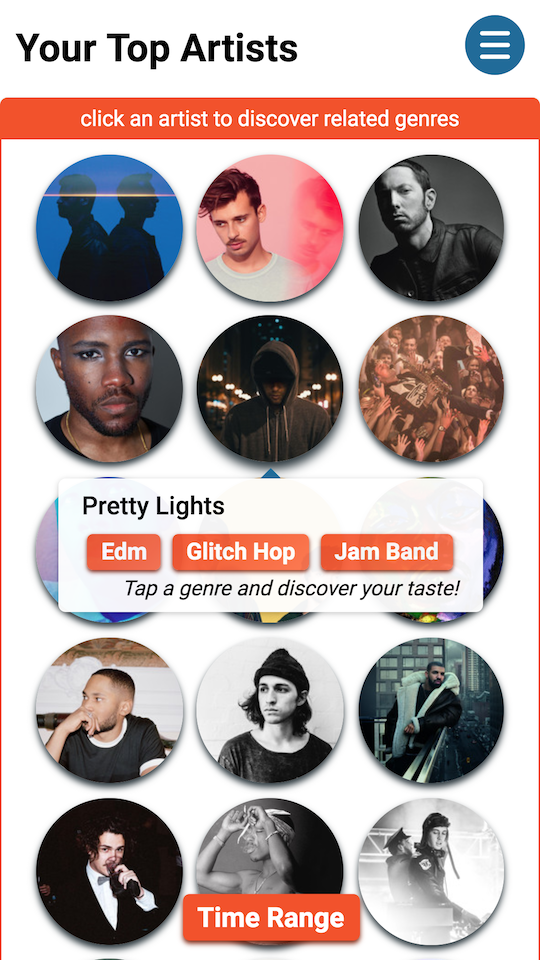 Your Top Artists
click an artist to discover related genres
Pretty Lights
Edm Glitch Hop Jam Band
Tap a genre and discover your taste!
Time Range